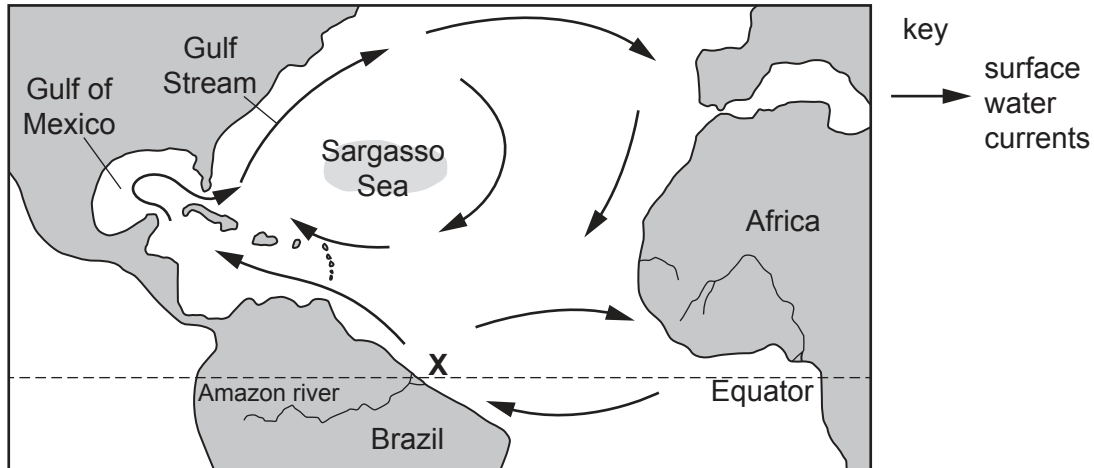 Gulf
Stream
Gulf of
Mexico
Sargasso
Sea
Africa
X
Equator
Amazon river
Brazil
key
surface
water
currents